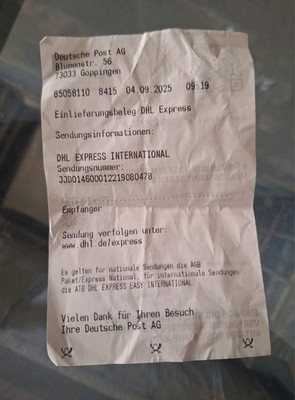 Deutsche Post AG
Blumenstr. 56
73033 Göppingen
85058110 8415 04.09.2025 09:19
Einlieferungsbeleg DHL Express
Sendungsinformationen:
DHL EXPRESS INTERNATIONAL
Sendungsnummer:
JJD01460001221908047​8
Empfänger
Sendung verfolgen unter:
www.dhl.de/express
Es gelten für nationale Sendungen die AGB
Paket/Express National, für internationale Sendungen
die ATB DHL EXPRESS EASY INTERNATIONAL
Vielen Dank für Ihren Besuch
Ihre Deutsche Post AG